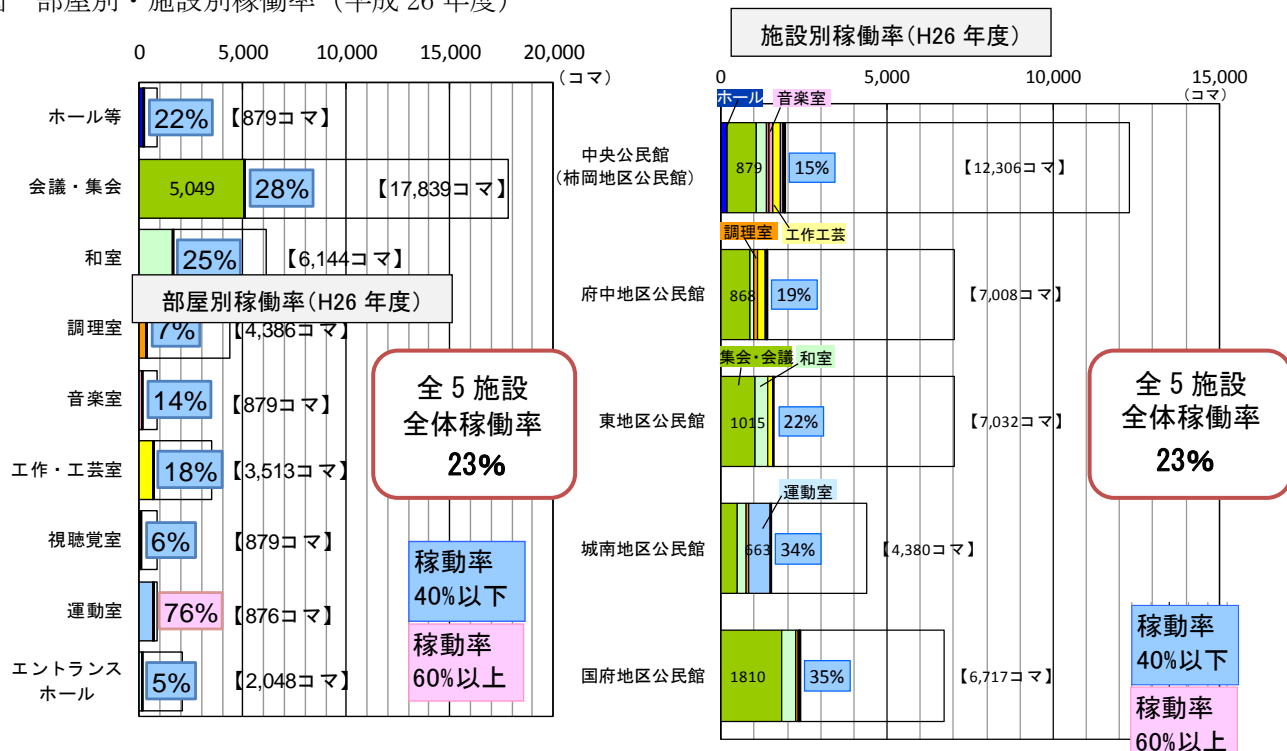 部屋別・施設別稼働率（平成 26 年度）
0 5,000 10,000 15,000 20,000
（コマ）
ホール等 22% 【879コマ】
会議・集会 5,049 28% 【17,839コマ】
和室 25% 【6,144コマ】
部屋別稼働率（H26 年度）
調理室 7% 【4,386コマ】
音楽室 14% 【879コマ】
工作・工芸室 18% 【3,513コマ】
視聴覚室 6% 【879コマ】
運動室 76% 【876コマ】
エントランス
ホール 5% 【2,048コマ】
全 5 施設
全体稼働率
23%
稼働率
40%以下
稼働率
60%以上
施設別稼働率（H26 年度）
0 5,000 10,000 15,000
（コマ）
ホール 音楽室
中央公民館
（柿岡地区公民館） 879 15% 【12,306コマ】
調理室 工作工芸
府中地区公民館 868 19% 【7,008コマ】
集会・会議 和室
東地区公民館 1015 22% 【7,032コマ】
運動室
城南地区公民館 663 34% 【4,380コマ】
国府地区公民館 1810 35% 【6,717コマ】
全 5 施設
全体稼働率
23%
稼働率
40%以下
稼働率
60%以上